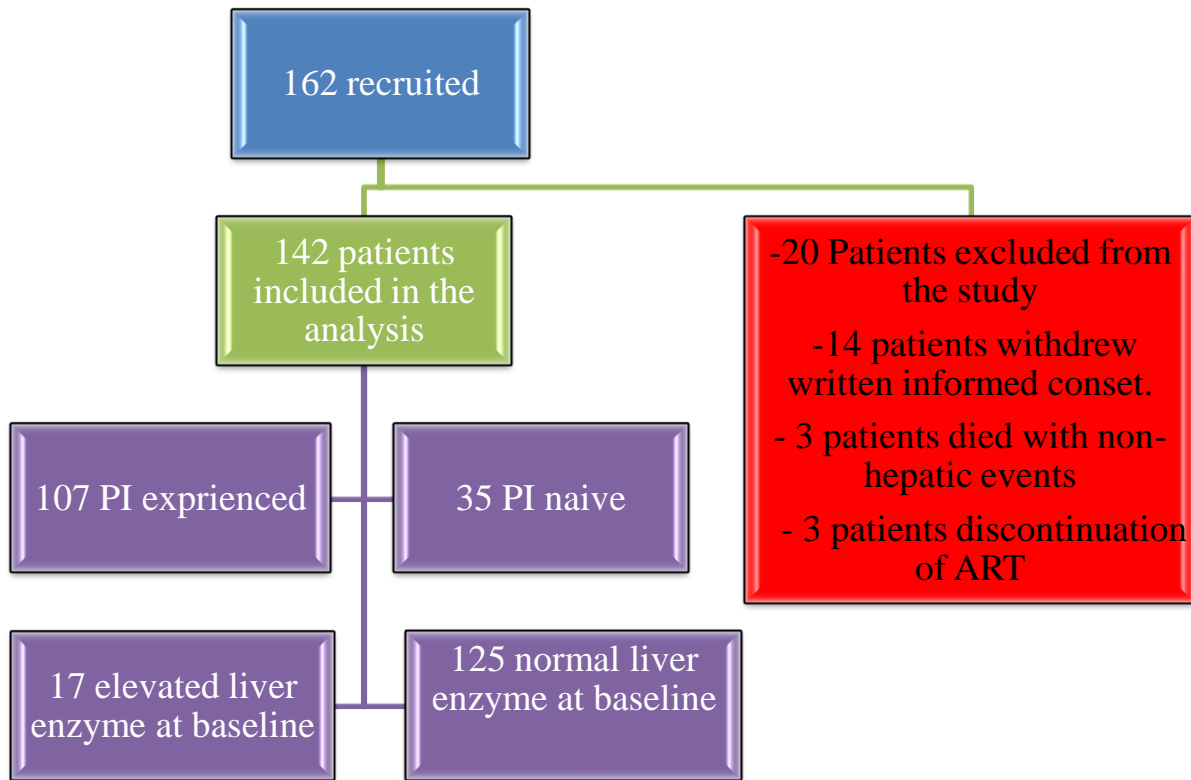 162 recruited
142 patients
included in the
analysis
-20 Patients excluded from
the study
-14 patients withdrew
written informed conset.
- 3 patients died with non-
hepatic events
- 3 patients discontinuation
of ART
107 PI exprienced
35 PI naive
17 elevated liver
enzyme at baseline
125 normal liver
enzyme at baseline